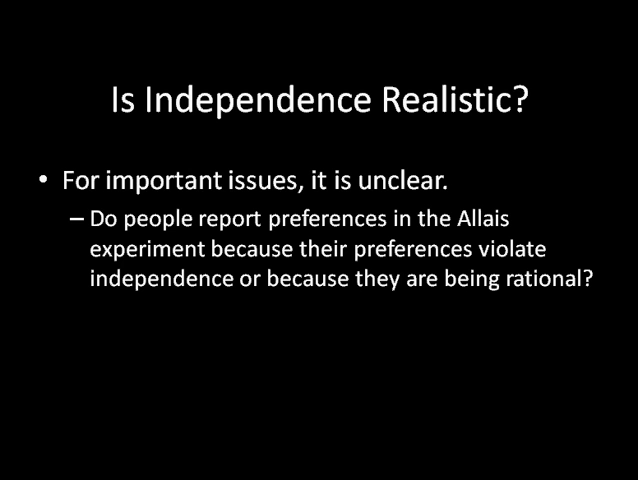 Is Independence Realistic?
• For important issues, it is unclear.
– Do people report preferences in the Allais
experiment because their preferences violate
independence or because they are being rational?